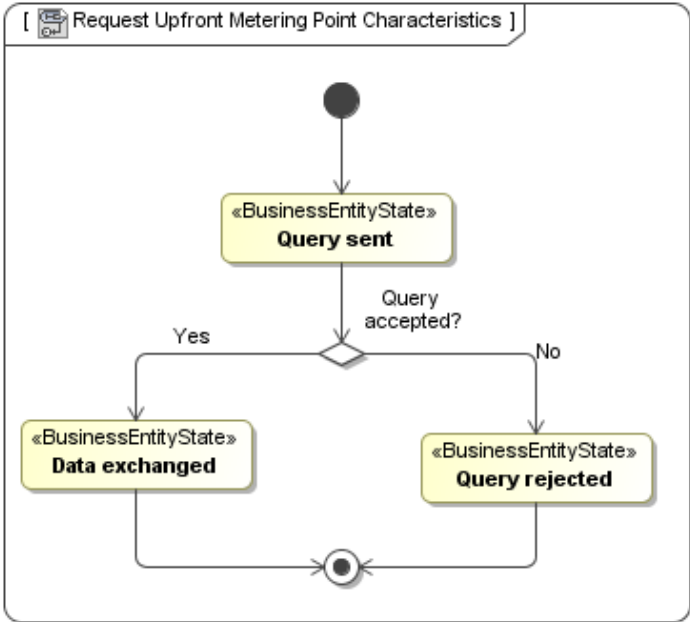 [ Request Upfront Metering Point Characteristics ]
«BusinessEntityState»
Query sent
Query
accepted?
Yes
No
«BusinessEntityState»
Data exchanged
«BusinessEntityState»
Query rejected